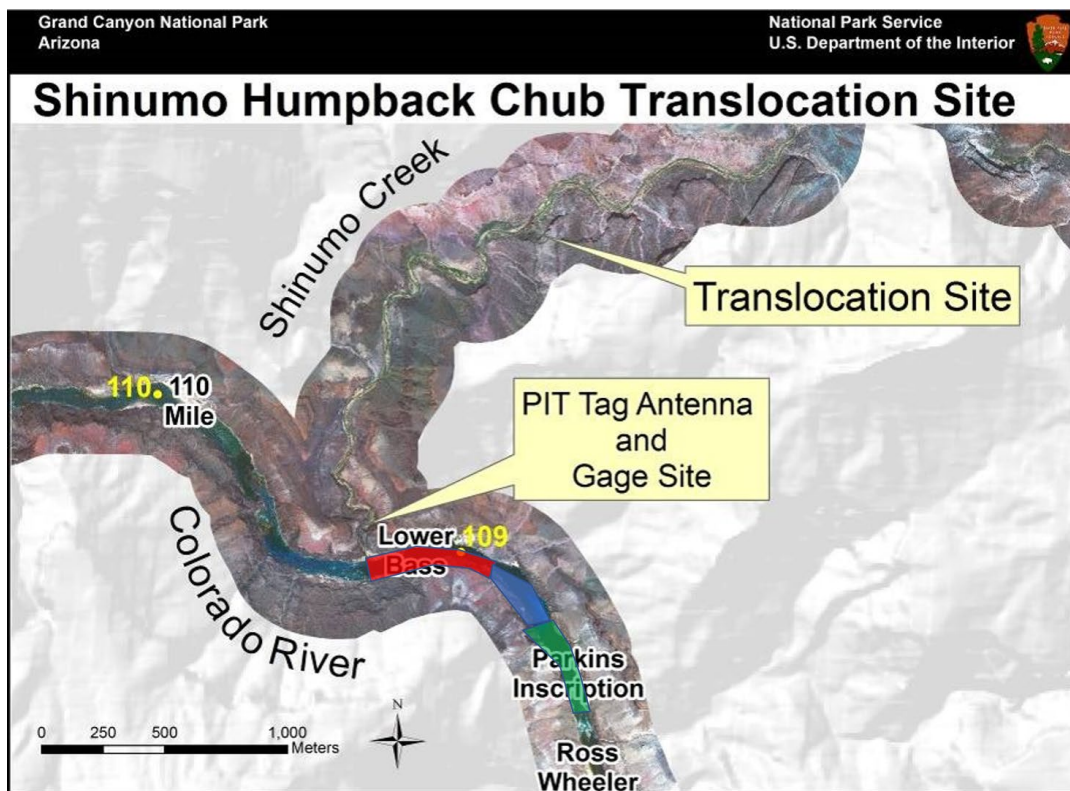 Grand Canyon National Park
Arizona
National Park Service
U.S. Department of the Interior
Shinumo Humpback Chub Translocation Site
Shinumo Creek
Translocation Site
110
110
Mile
PIT Tag Antenna
and
Gage Site
Lower
109
Bass
Colorado River
Parkins
Inscription
N
0 250 500 1,000
Meters
Ross
Wheeler